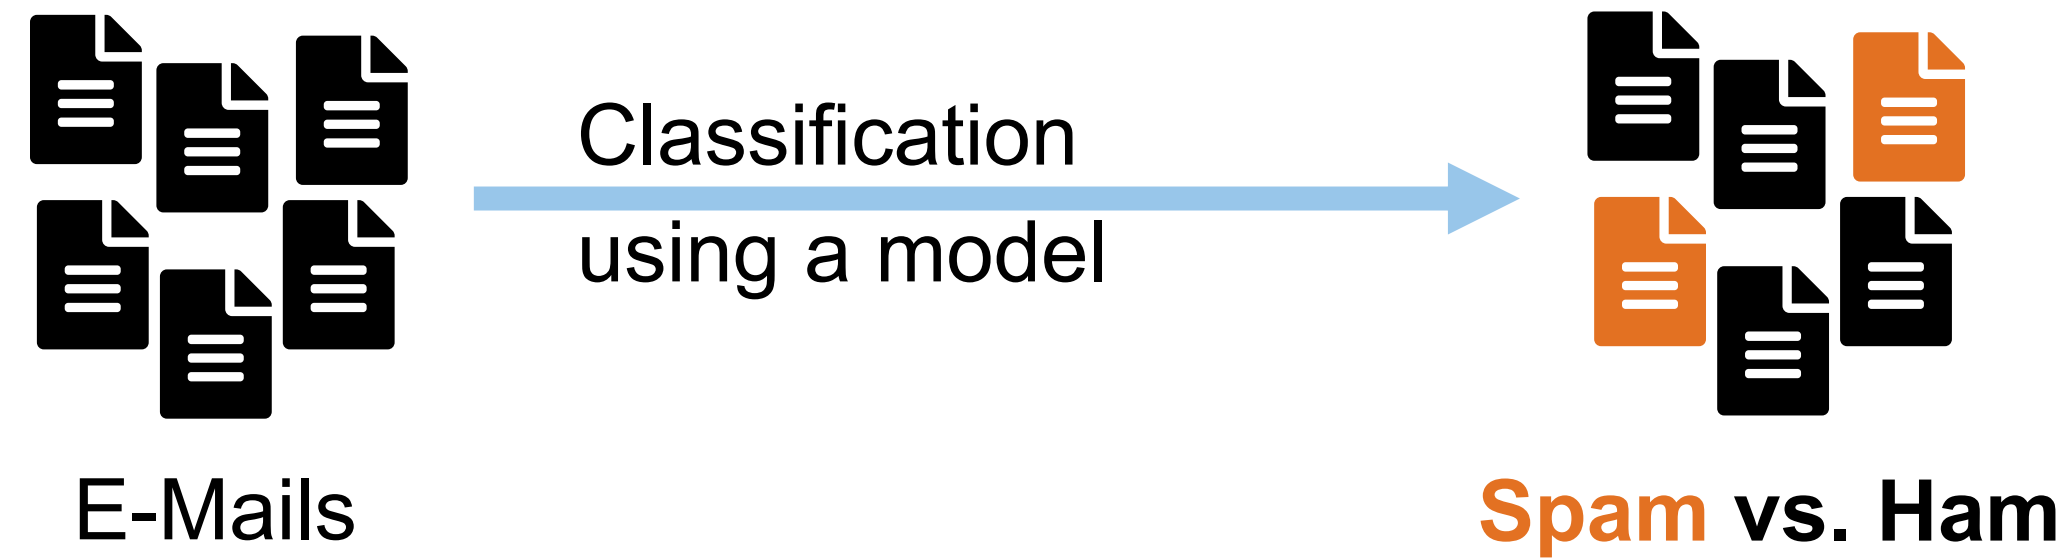 Classification
using a model
E-Mails
Spam vs. Ham